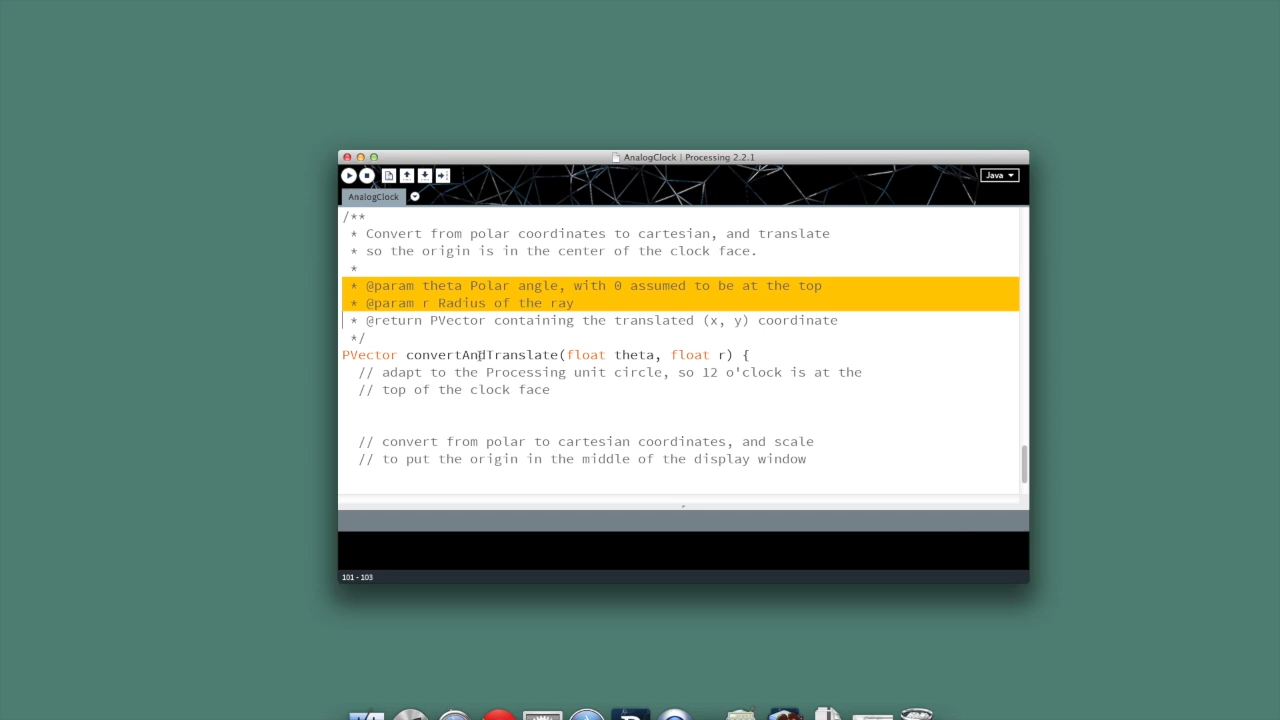 AnalogClock | Processing 2.2.1
Java
AnalogClock
/**
 * Convert from polar coordinates to cartesian, and translate
 * so the origin is in the center of the clock face.
 *
 * @param theta Polar angle, with 0 assumed to be at the top
 * @param r Radius of the ray
 * @return PVector containing the translated (x, y) coordinate
 */
PVector convertAndTranslate(float theta, float r) {
  // adapt to the Processing unit circle, so 12 o'clock is at the
  // top of the clock face
  // convert from polar to cartesian coordinates, and scale
  // to put the origin in the middle of the display window
101 - 103